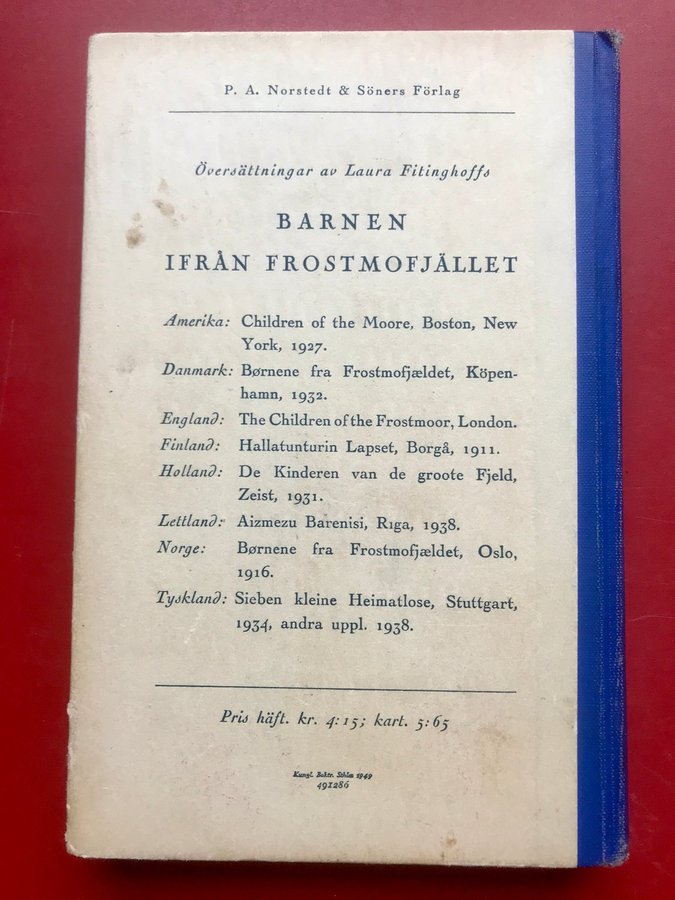 P. A. Norstedt & Söners Förlag
Översättningar av Laura Fitinghoffs
BARNEN
IFRÅN FROSTMOFJÄLLET
Amerika: Children of the Moore, Boston, New
York, 1927.
Danmark: Børnene fra Frostmofjældet, Köpen-
hamn, 1932.
England: The Children of the Frostmoor, London.
Finland: Hallatunturin Lapset, Borgå, 1911.
Holland: De Kinderen van de groote Fjeld,
Zeist, 1931.
Lettland: Aizmezu Barenisi, Riga, 1938.
Norge: Børnene fra Frostmofjældet, Oslo,
1916.
Tyskland: Sieben kleine Heimatlose, Stuttgart,
1934, andra uppl. 1938.
Pris häft. kr. 4:15; kart. 5:65
Kungl. Boktr. Sthlm 1949
491286